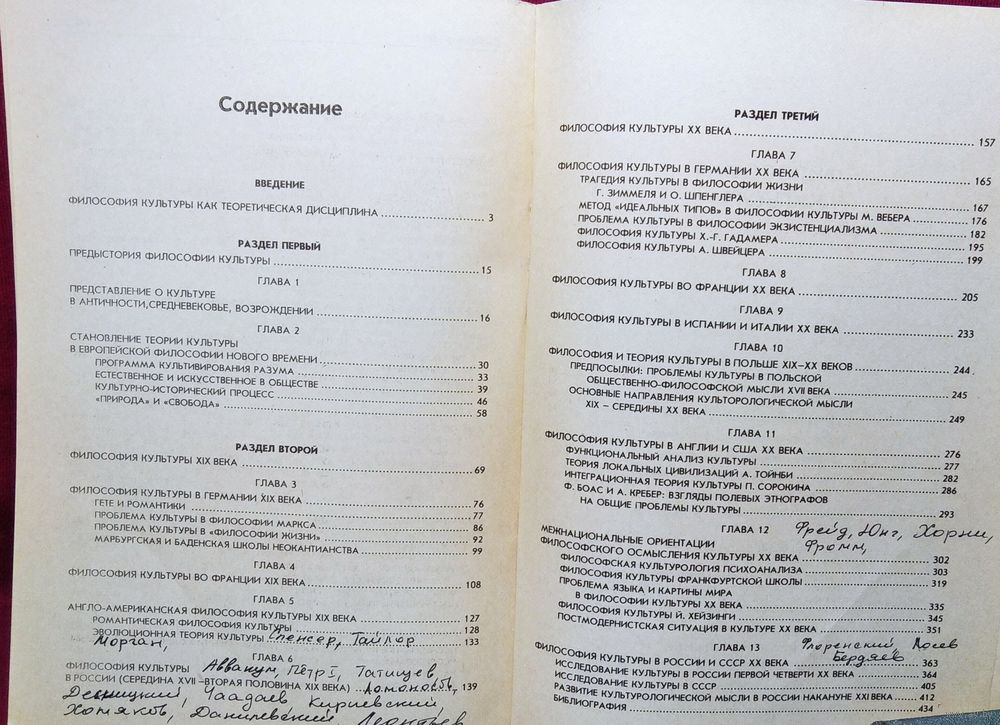 Содержание
ВВЕДЕНИЕ
ФИЛОСОФИЯ КУЛЬТУРЫ КАК ТЕОРЕТИЧЕСКАЯ ДИСЦИПЛИНА 3
РАЗДЕЛ ПЕРВЫЙ
ПРЕДЫСТОРИЯ ФИЛОСОФИИ КУЛЬТУРЫ 15
ГЛАВА 1
ПРЕДСТАВЛЕНИЕ О КУЛЬТУРЕ
В АНТИЧНОСТИ,СРЕДНЕВЕКОВЬЕ, ВОЗРОЖДЕНИИ 16
ГЛАВА 2
СТАНОВЛЕНИЕ ТЕОРИИ КУЛЬТУРЫ
В ЕВРОПЕЙСКОЙ ФИЛОСОФИИ НОВОГО ВРЕМЕНИ 30
ПРОГРАММА КУЛЬТИВИРОВАНИЯ РАЗУМА 33
ЕСТЕСТВЕННОЕ И ИСКУССТВЕННОЕ В ОБЩЕСТВЕ 39
КУЛЬТУРНО-ИСТОРИЧЕСКИЙ ПРОЦЕСС 46
«ПРИРОДА» И «СВОБОДА» 58
РАЗДЕЛ ВТОРОЙ
ФИЛОСОФИЯ КУЛЬТУРЫ XIX ВЕКА 69
ГЛАВА 3
ФИЛОСОФИЯ КУЛЬТУРЫ В ГЕРМАНИИ XIX ВЕКА 76
ГЕТЕ И РОМАНТИКИ 77
ПРОБЛЕМА КУЛЬТУРЫ В ФИЛОСОФИИ МАРКСА 86
ПРОБЛЕМА КУЛЬТУРЫ В «ФИЛОСОФИИ ЖИЗНИ» 92
МАРБУРГСКАЯ И БАДЕНСКАЯ ШКОЛЫ НЕОКАНТИАНСТВА 99
ГЛАВА 4
ФИЛОСОФИЯ КУЛЬТУРЫ ВО ФРАНЦИИ XIX ВЕКА 108
ГЛАВА 5
АНГЛО-АМЕРИКАНСКАЯ ФИЛОСОФИЯ КУЛЬТУРЫ XIX ВЕКА 127
РОМАНТИЧЕСКАЯ ФИЛОСОФИЯ КУЛЬТУРЫ 128
ЭВОЛЮЦИОННАЯ ТЕОРИЯ КУЛЬТУРЫ Спенсер, Тайлор 133
Морган,
ГЛАВА 6
ФИЛОСОФИЯ КУЛЬТУРЫ Аввакум, Пётр I, Татищев
В РОССИИ (СЕРЕДИНА XVII –ВТОРАЯ ПОЛОВИНА XIX ВЕКА) Ломоносов, 139
Десницкий, Чаадаев, Киреевский,
Хомяков, Данилевский, Леонтьев
РАЗДЕЛ ТРЕТИЙ
ФИЛОСОФИЯ КУЛЬТУРЫ XX ВЕКА 157
ГЛАВА 7
ФИЛОСОФИЯ КУЛЬТУРЫ В ГЕРМАНИИ XX ВЕКА 165
ТРАГЕДИЯ КУЛЬТУРЫ В ФИЛОСОФИИ ЖИЗНИ
Г. ЗИММЕЛЯ И О. ШПЕНГЛЕРА 167
МЕТОД «ИДЕАЛЬНЫХ ТИПОВ» В ФИЛОСОФИИ КУЛЬТУРЫ М. ВЕБЕРА 176
ПРОБЛЕМА КУЛЬТУРЫ В ФИЛОСОФИИ ЭКЗИСТЕНЦИАЛИЗМА 182
ФИЛОСОФИЯ КУЛЬТУРЫ Х.-Г. ГАДАМЕРА 195
ФИЛОСОФИЯ КУЛЬТУРЫ А. ШВЕЙЦЕРА 199
ГЛАВА 8
ФИЛОСОФИЯ КУЛЬТУРЫ ВО ФРАНЦИИ XX ВЕКА 205
ГЛАВА 9
ФИЛОСОФИЯ КУЛЬТУРЫ В ИСПАНИИ И ИТАЛИИ XX ВЕКА 233
ГЛАВА 10
ФИЛОСОФИЯ И ТЕОРИЯ КУЛЬТУРЫ В ПОЛЬШЕ XIX–XX ВЕКОВ 244
ПРЕДПОСЫЛКИ: ПРОБЛЕМЫ КУЛЬТУРЫ В ПОЛЬСКОЙ
ОБЩЕСТВЕННО-ФИЛОСОФСКОЙ МЫСЛИ XVII ВЕКА 245
ОСНОВНЫЕ НАПРАВЛЕНИЯ КУЛЬТОРОЛОГИЧЕСКОЙ МЫСЛИ
XIX – СЕРЕДИНЫ XX ВЕКА 249
ГЛАВА 11
ФИЛОСОФИЯ КУЛЬТУРЫ В АНГЛИИ И США XX ВЕКА 276
ФУНКЦИОНАЛЬНЫЙ АНАЛИЗ КУЛЬТУРЫ 277
ТЕОРИЯ ЛОКАЛЬНЫХ ЦИВИЛИЗАЦИЙ А. ТОЙНБИ 282
ИНТЕГРАЦИОННАЯ ТЕОРИЯ КУЛЬТУРЫ П. СОРОКИНА 286
Ф. БОАС И А. КРЕБЕР: ВЗГЛЯДЫ ПОЛЕВЫХ ЭТНОГРАФОВ
НА ОБЩИЕ ПРОБЛЕМЫ КУЛЬТУРЫ 293
ГЛАВА 12 Фрейд, Юнг, Хорни,
МЕЖНАЦИОНАЛЬНЫЕ ОРИЕНТАЦИИ Фромм,
ФИЛОСОФСКОГО ОСМЫСЛЕНИЯ КУЛЬТУРЫ XX ВЕКА 302
ФИЛОСОФСКАЯ КУЛЬТУРОЛОГИЯ ПСИХОАНАЛИЗА 303
ФИЛОСОФИЯ КУЛЬТУРЫ ФРАНКФУРТСКОЙ ШКОЛЫ 319
ПРОБЛЕМА ЯЗЫКА И КАРТИНЫ МИРА
В ФИЛОСОФИИ КУЛЬТУРЫ XX ВЕКА 335
ФИЛОСОФИЯ КУЛЬТУРЫ Й. ХЕЙЗИНГИ 345
ПОСТМОДЕРНИСТСКАЯ СИТУАЦИЯ В КУЛЬТУРЕ XX ВЕКА 351
ГЛАВА 13 Флоренский, Лосев
ФИЛОСОФИЯ КУЛЬТУРЫ В РОССИИ И СССР XX ВЕКА Бердяев 363
ИССЛЕДОВАНИЕ КУЛЬТУРЫ В РОССИИ ПЕРВОЙ ЧЕТВЕРТИ XX ВЕКА 364
ИССЛЕДОВАНИЕ КУЛЬТУРЫ В СССР 405
РАЗВИТИЕ КУЛЬТУРОЛОГИЧЕСКОЙ МЫСЛИ В РОССИИ НАКАНУНЕ XXI ВЕКА 412
БИБЛИОГРАФИЯ 434